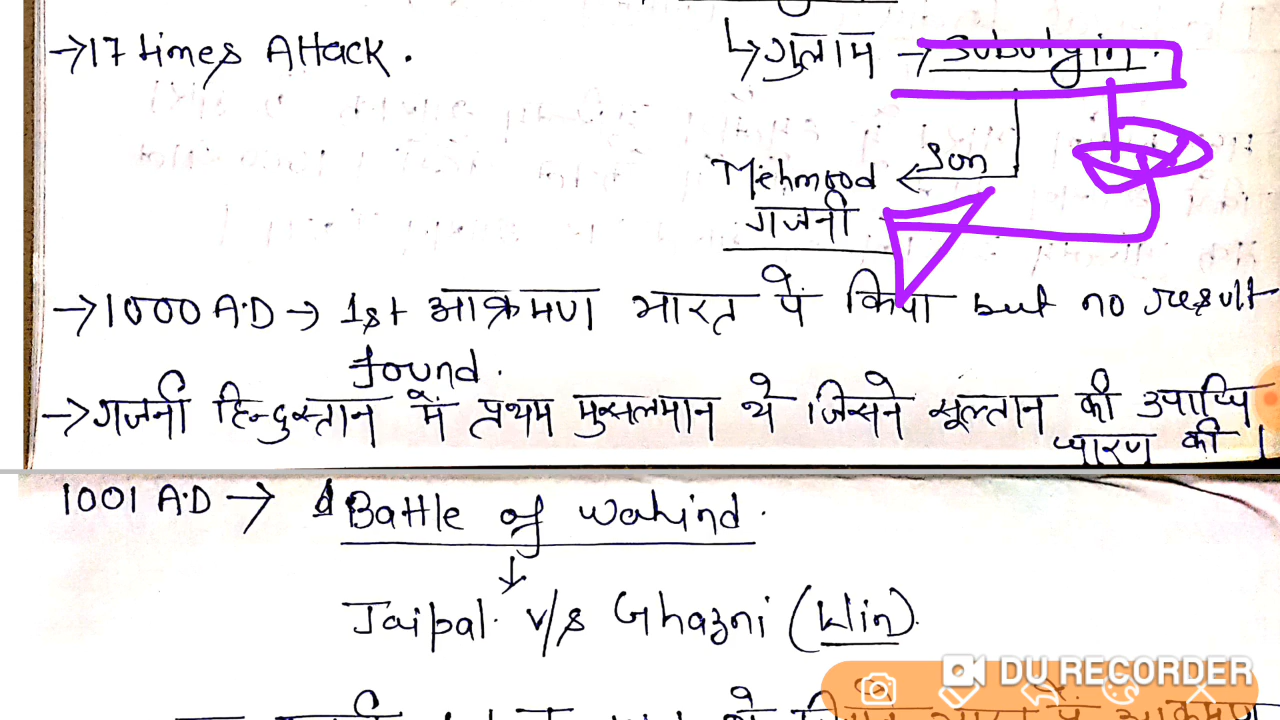 →17 times Attack.
↳ गुलाम → Subutgin.
Son
Mehmood
गजनी
→1000 A.D → 1st आक्रमण भारत पे किया but no result
found.
→गजनी हिन्दुस्तान में प्रथम मुसलमान थे जिसने सूल्तान की उपाधि
धारण की।
1001 A.D → Battle of Wahind.
↓
Jaipal v/s Ghazni (Win).
DU RECORDER